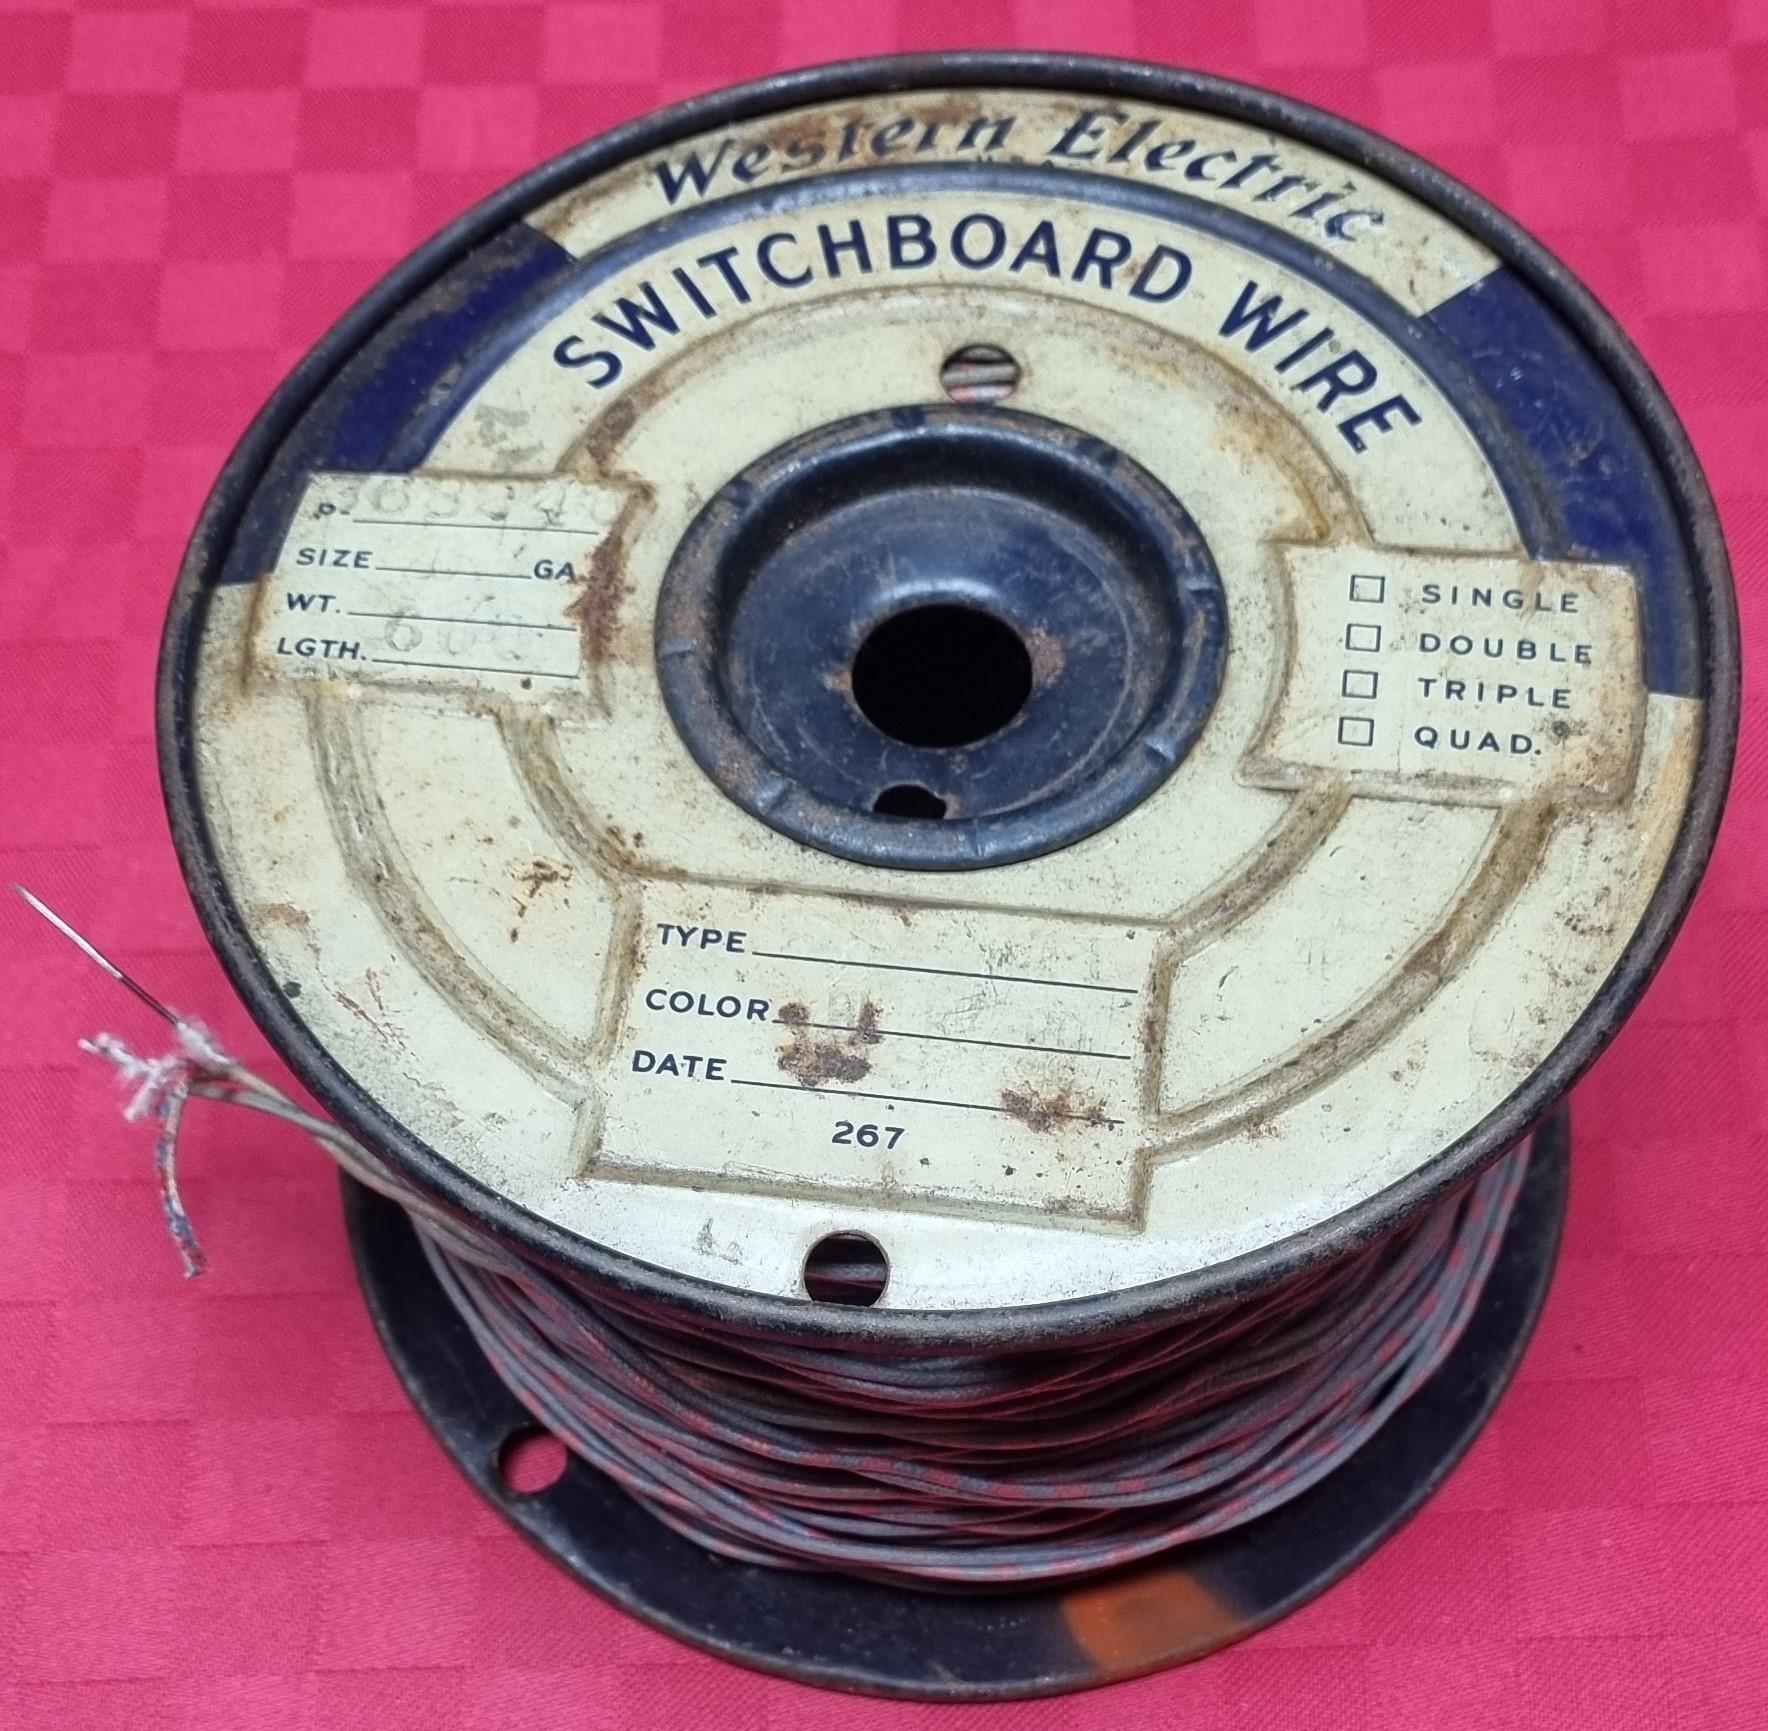 Western Electric
SWITCHBOARD WIRE
P.
SIZE GA
WT.
LGTH.
SINGLE
DOUBLE
TRIPLE
QUAD.
TYPE
COLOR
DATE
267